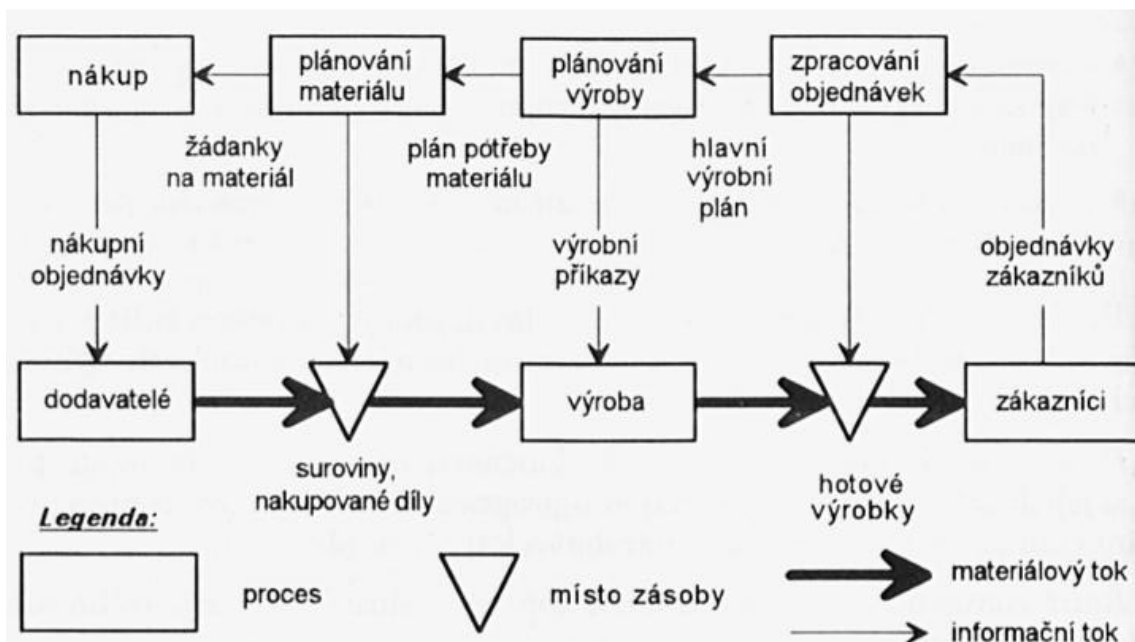 nákup
plánování
materiálu
plánování
výroby
zpracování
objednávek
žádanky
na materiál
plán potřeby
materiálu
hlavní
výrobní
plán
nákupní
objednávky
výrobní
příkazy
objednávky
zákazníků
dodavatelé
výroba
zákazníci
suroviny,
nakupované díly
hotové
výrobky
Legenda:
proces
místo zásoby
materiálový tok
informační tok